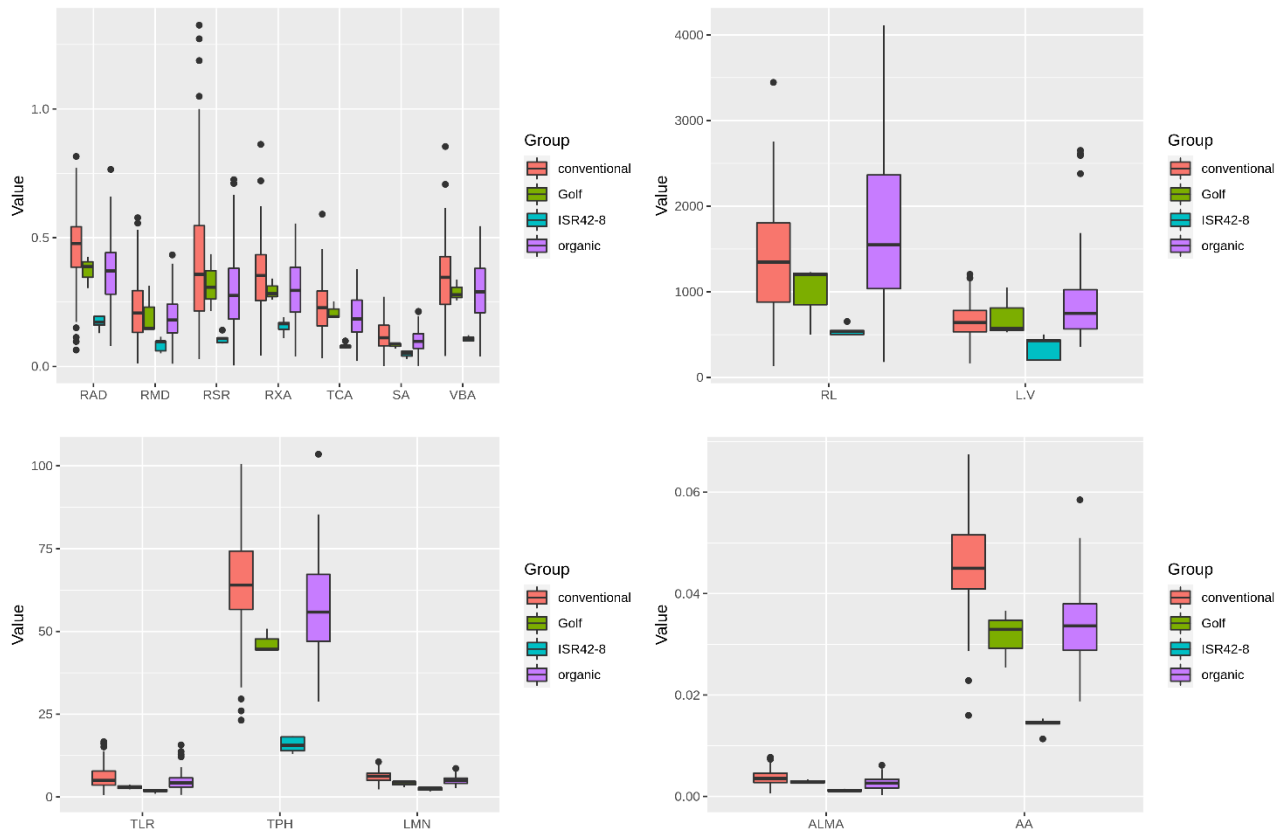 Value
1.0
0.5
0.0
RAD RMD RSR RXA TCA SA VBA
Group
conventional
Golf
ISR42-8
organic
Value
4000
3000
2000
1000
0
RL L.V
Group
conventional
Golf
ISR42-8
organic
Value
100
75
50
25
0
TLR TPH LMN
Group
conventional
Golf
ISR42-8
organic
Value
0.06
0.04
0.02
0.00
ALMA AA
Group
conventional
Golf
ISR42-8
organic